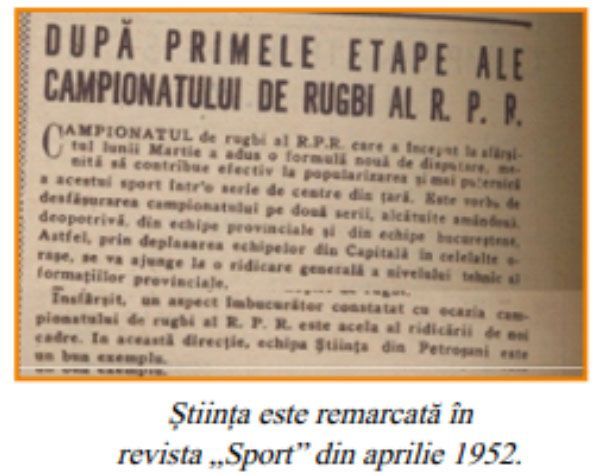 DUPĂ PRIMELE ETAPE ALE
CAMPIONATULUI DE RUGBI AL R. P. R.
CAMPIONATUL de rugbi al R.P.R. care a început la sfârși-
tul lunii Martie a adus o formulă nouă de disputare, me-
nită să contribue efectiv la popularizarea și mai puternică
a acestui sport într'o serie de centre din țară. Este vorba de
desfășurarea campionatului pe două serii, alcătuite amândouă,
deopotrivă, din echipe provinciale și din echipe bucureștene.
Astfel, prin deplasarea echipelor din Capitală în celelalte o-
rașe, se va ajunge la o ridicare generală a nivelului tehnic al
formațiilor provinciale.
Însfârșit, un aspect îmbucurător constatat cu ocazia cam-
pionatului de rugbi al R. P. R. este acela al ridicării de noi
cadre. In această direcție, echipa Știința din Petroșani este
un bun exemplu.
un bun exemplu.
Știința este remarcată în
revista „Sport” din aprilie 1952.